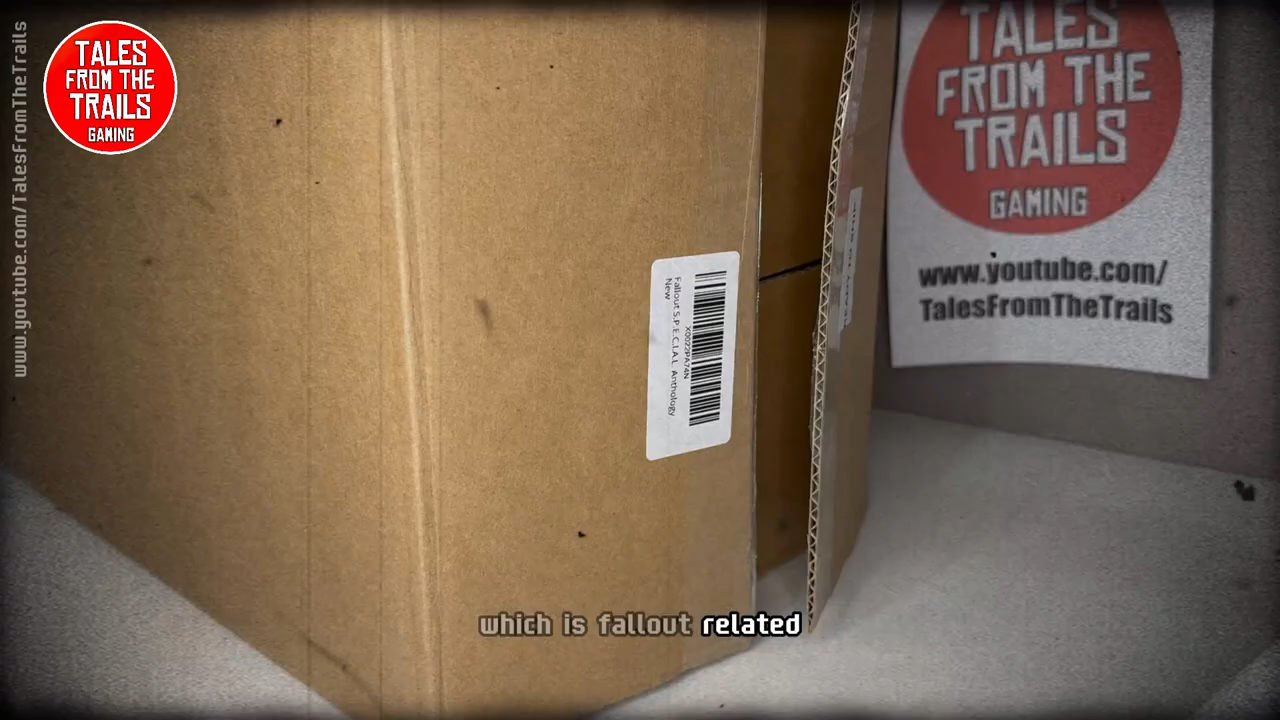 www.youtube.com/TalesFromTheTrails
TALES
FROM THE
TRAILS
GAMING
TALES
FROM THE
TRAILS
GAMING
www.youtube.com/
TalesFromTheTrails
X0022PA74N
Fallout S.P.E.C.I.A.L. Anthology
New
which is fallout related